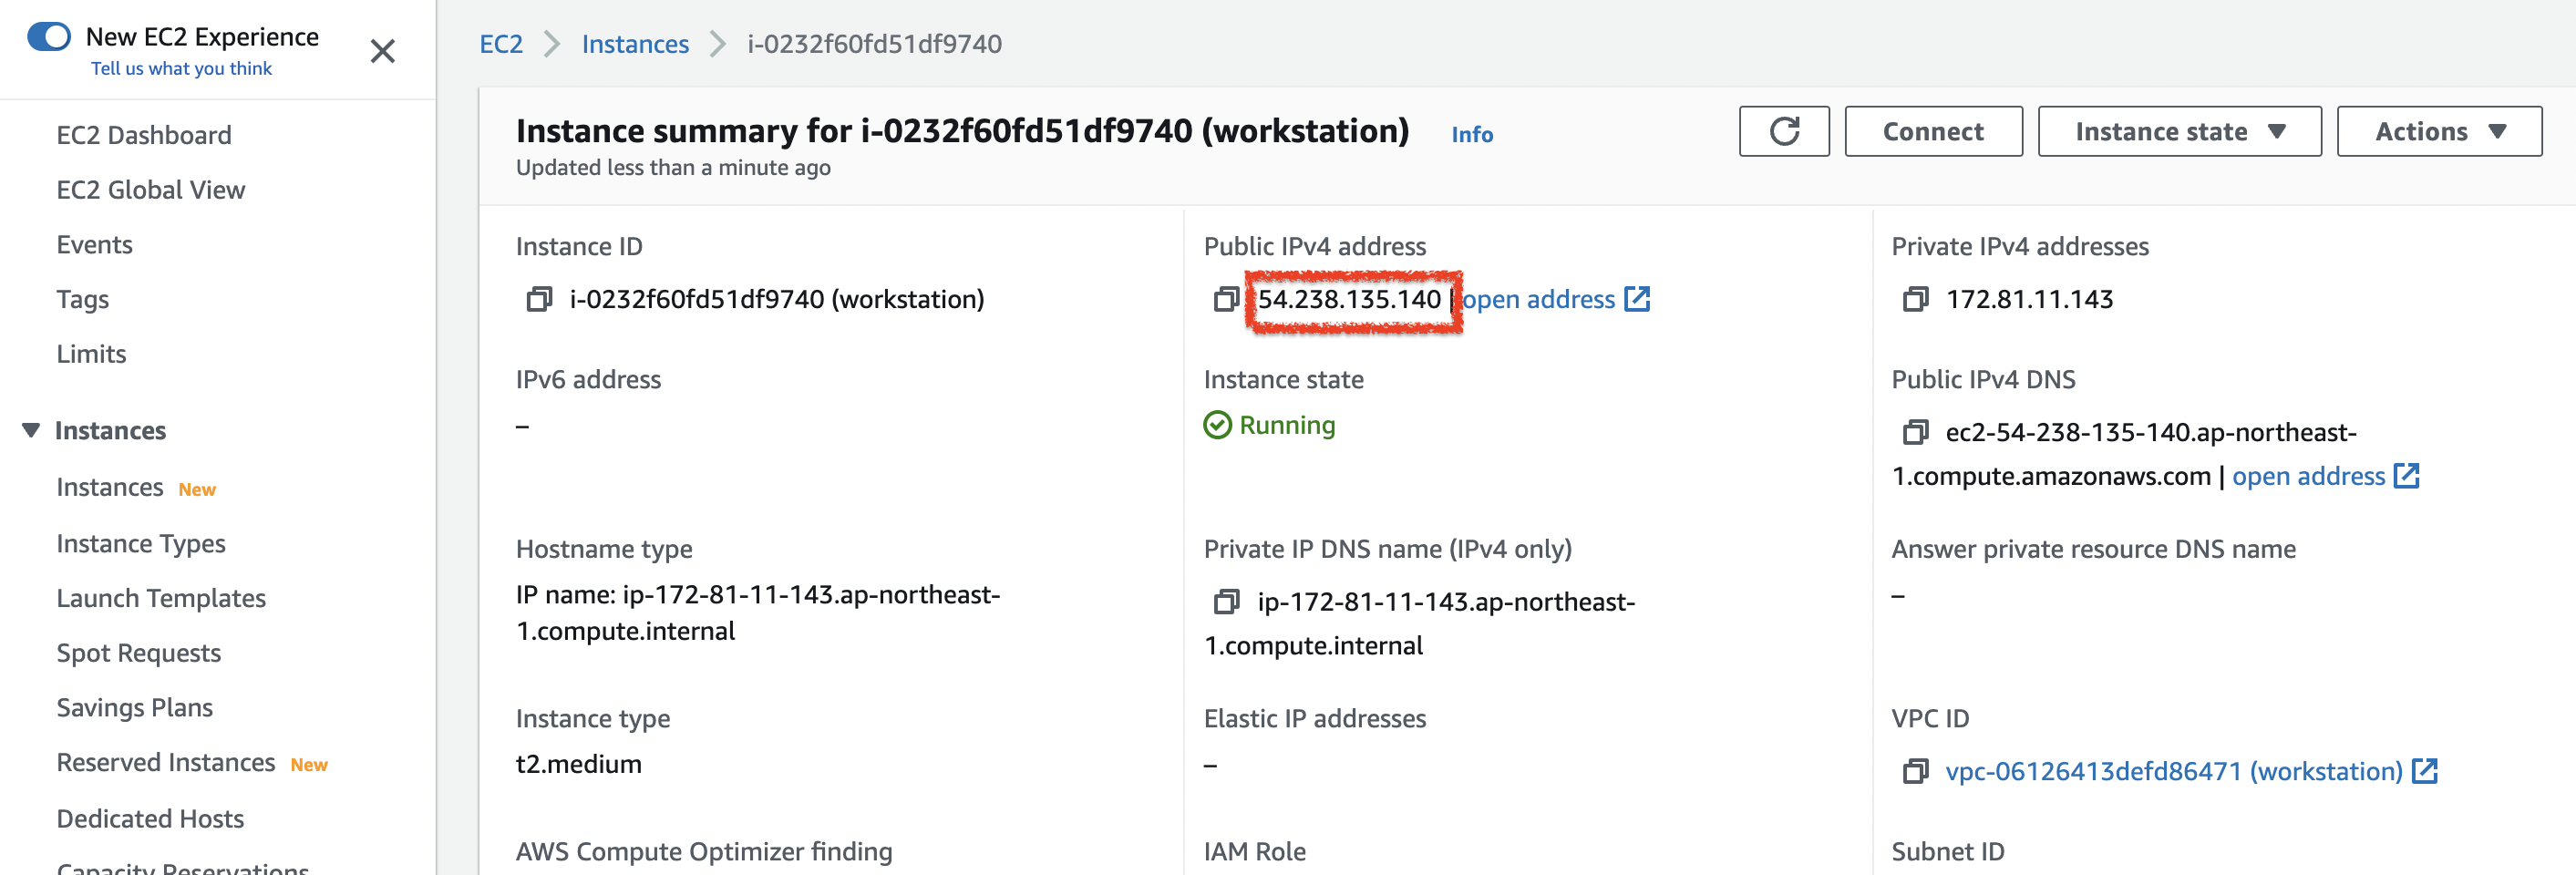 New EC2 Experience
Tell us what you think
EC2 Dashboard
EC2 Global View
Events
Tags
Limits
Instances
Instances New
Instance Types
Launch Templates
Spot Requests
Savings Plans
Reserved Instances New
Dedicated Hosts
Capacity Reservations
EC2 > Instances > i-0232f60fd51df9740
Instance summary for i-0232f60fd51df9740 (workstation) Info
Updated less than a minute ago
Connect
Instance state
Actions
Instance ID
i-0232f60fd51df9740 (workstation)
Public IPv4 address
54.238.135.140 | open address
Private IPv4 addresses
172.81.11.143
IPv6 address
–
Instance state
Running
Public IPv4 DNS
ec2-54-238-135-140.ap-northeast-
1.compute.amazonaws.com | open address
Hostname type
IP name: ip-172-81-11-143.ap-northeast-
1.compute.internal
Private IP DNS name (IPv4 only)
ip-172-81-11-143.ap-northeast-
1.compute.internal
Answer private resource DNS name
–
Instance type
t2.medium
Elastic IP addresses
–
VPC ID
vpc-06126413defd86471 (workstation)
AWS Compute Optimizer finding
IAM Role
Subnet ID